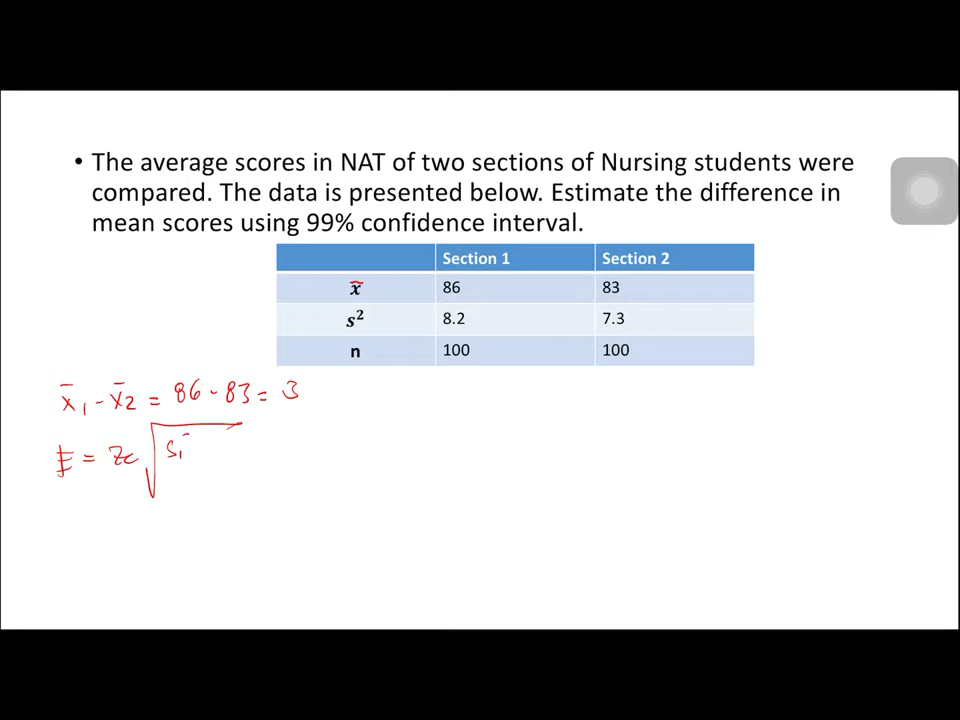 • The average scores in NAT of two sections of Nursing students were
compared. The data is presented below. Estimate the difference in
mean scores using 99% confidence interval.
Section 1 Section 2
x̄ 86 83
s² 8.2 7.3
n 100 100
x̄₁ - x̄₂ = 86 - 83 = 3
E = Zc √ S₁